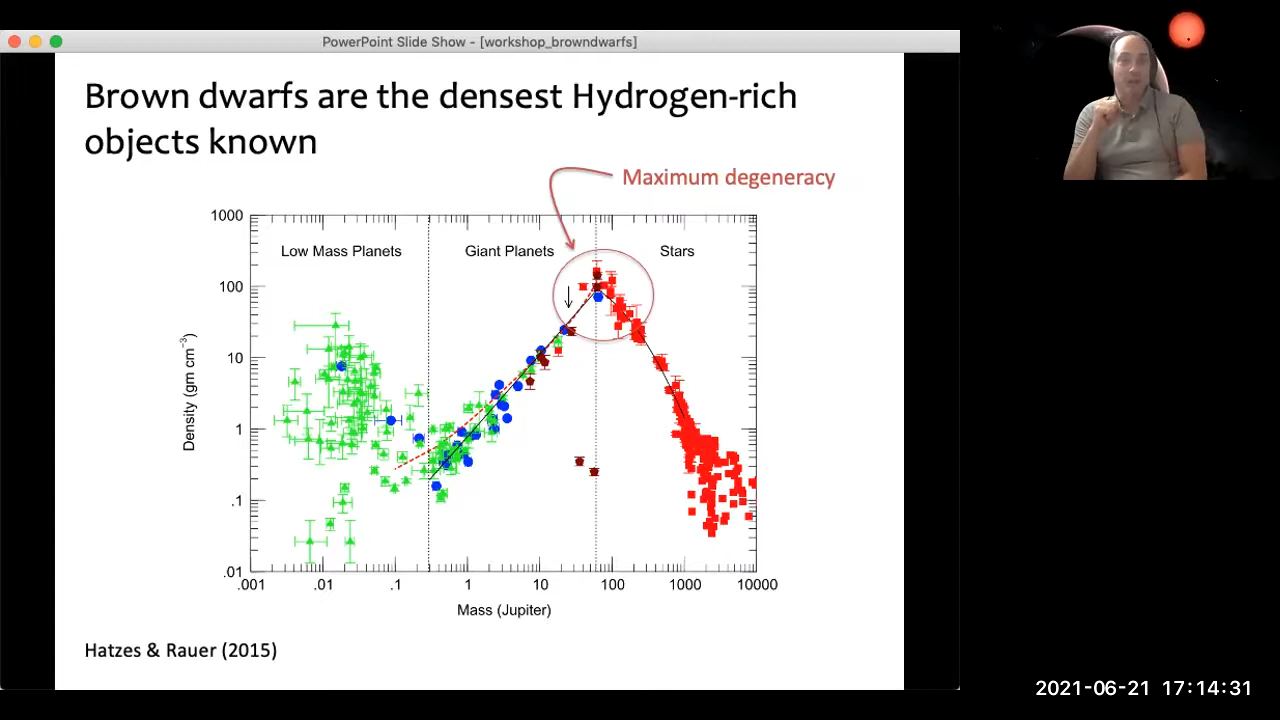 PowerPoint Slide Show - [workshop_browndwarfs]
Brown dwarfs are the densest Hydrogen-rich
objects known
Maximum degeneracy
1000
100
10
1
.1
.01
Density (gm cm⁻³)
Low Mass Planets
Giant Planets
Stars
.001
.01
.1
1
10
100
1000
10000
Mass (Jupiter)
Hatzes & Rauer (2015)
2021-06-21 17:14:31